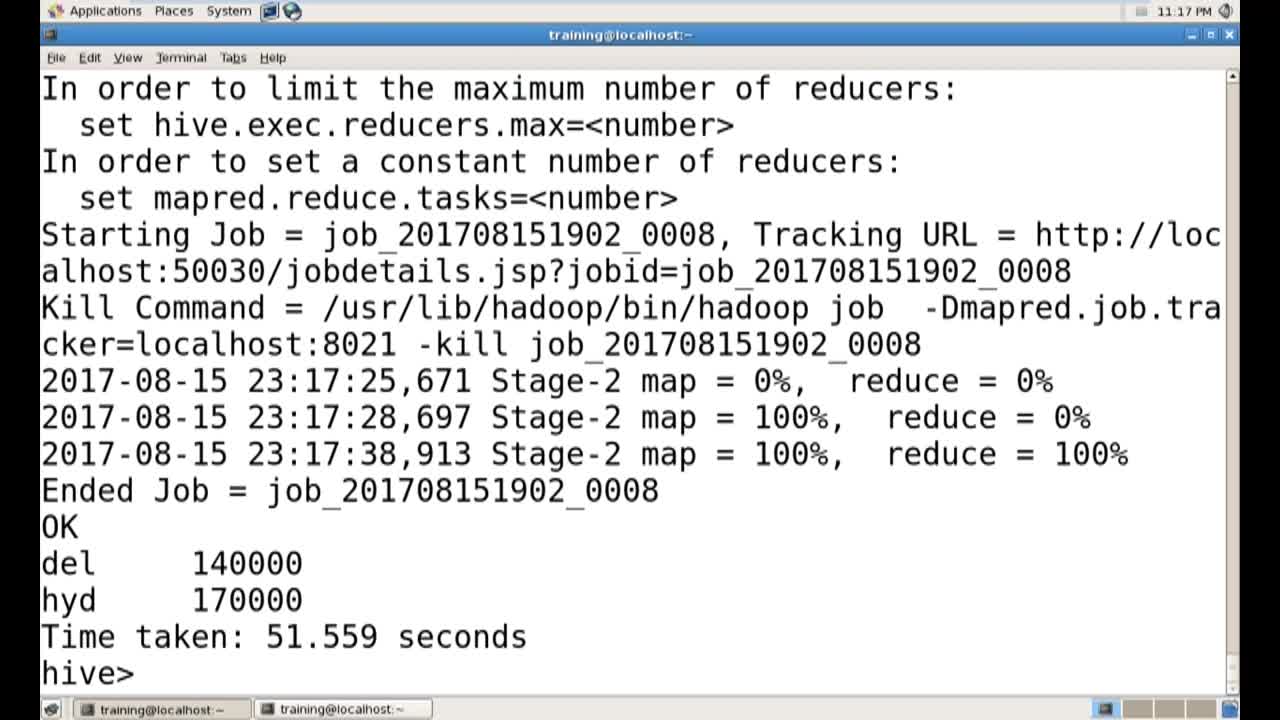 Applications Places System 11:17 PM
training@localhost:~
File Edit View Terminal Tabs Help
In order to limit the maximum number of reducers:
  set hive.exec.reducers.max=<number>
In order to set a constant number of reducers:
  set mapred.reduce.tasks=<number>
Starting Job = job_201708151902_0008, Tracking URL = http://loc
alhost:50030/jobdetails.jsp?jobid=job_201708151902_0008
Kill Command = /usr/lib/hadoop/bin/hadoop job  -Dmapred.job.tra
cker=localhost:8021 -kill job_201708151902_0008
2017-08-15 23:17:25,671 Stage-2 map = 0%,  reduce = 0%
2017-08-15 23:17:28,697 Stage-2 map = 100%,  reduce = 0%
2017-08-15 23:17:38,913 Stage-2 map = 100%,  reduce = 100%
Ended Job = job_201708151902_0008
OK
del     140000
hyd     170000
Time taken: 51.559 seconds
hive>
training@localhost:~ training@localhost:~